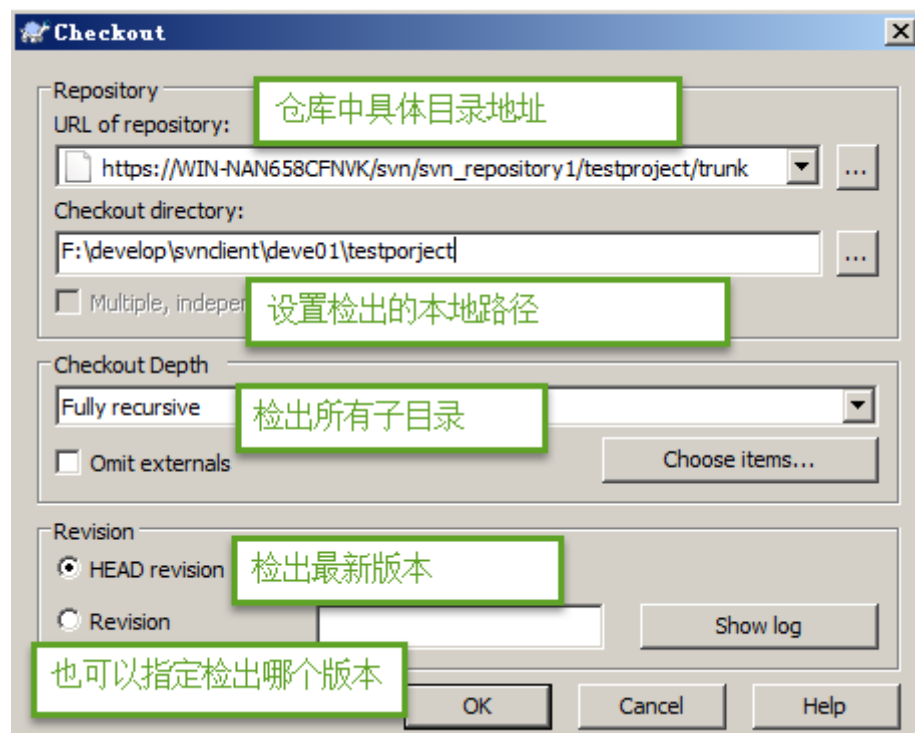 Checkout
Repository
仓库中具体目录地址
URL of repository:
https://WIN-NAN658CFNVK/svn/svn_repository1/testproject/trunk
...
Checkout directory:
F:\develop\svnclient\deve01\testporject
...
Multiple, indepen
设置检出的本地路径
Checkout Depth
Fully recursive
检出所有子目录
Omit externals
Choose items...
Revision
HEAD revision
检出最新版本
Revision
Show log
也可以指定检出哪个版本
OK
Cancel
Help